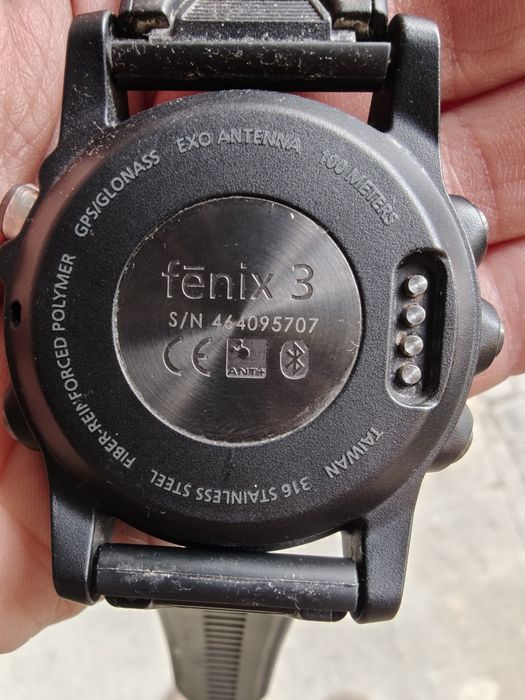 GPS/GLONASS EXO ANTENNA 100 METERS
fēnix 3
S/N 464095707
CE
ANT+
FIBER-REINFORCED POLYMER 316 STAINLESS STEEL TAIWAN